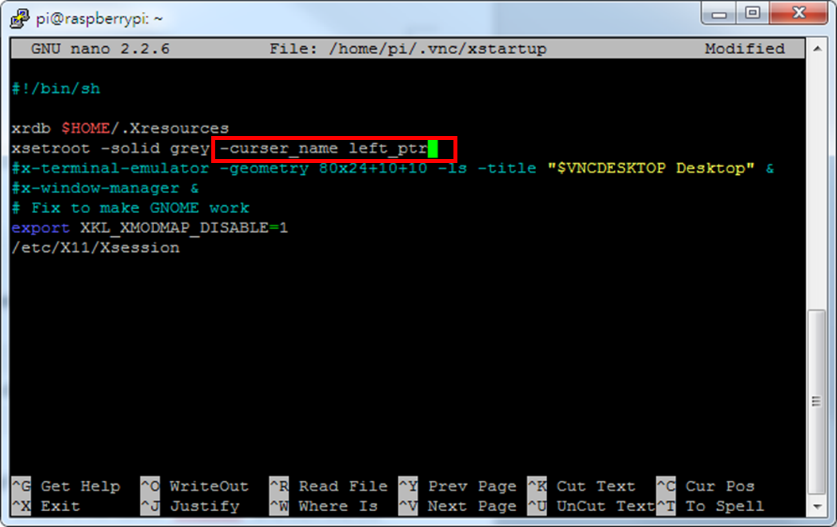 pi@raspberrypi: ~
GNU nano 2.2.6 File: /home/pi/.vnc/xstartup Modified
#!/bin/sh
xrdb $HOME/.Xresources
xsetroot -solid grey -curser_name left_ptr
#x-terminal-emulator -geometry 80x24+10+10 -ls -title "$VNCDESKTOP Desktop" &
#x-window-manager &
# Fix to make GNOME work
export XKL_XMODMAP_DISABLE=1
/etc/X11/Xsession
^G Get Help ^O WriteOut ^R Read File ^Y Prev Page ^K Cut Text ^C Cur Pos
^X Exit ^J Justify ^W Where Is ^V Next Page ^U UnCut Text ^T To Spell